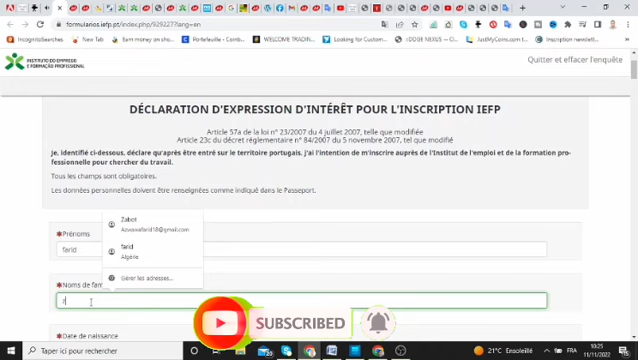 formularios.iefp.pt/index.php/929227?lang=en
IncognitoSearches
New Tab
Earn money on sho...
Portefeuille - Coinb...
WELCOME TRADIN...
Looking for Custom...
JustMyCoins.com Inc...
Inscription newsletter
INSTITUTO DO EMPREGO
E FORMAÇÃO PROFISSIONAL
Quitter et effacer l'enquête
DÉCLARATION D'EXPRESSION D'INTÉRÊT POUR L'INSCRIPTION IEFP
Article 57a de la loi n° 23/2007 du 4 juillet 2007, telle que modifiée
Article 23c du décret réglementaire n° 84/2007 du 5 novembre 2007, tel que modifié
Je, identifié ci-dessous, déclare qu'après être entré sur le territoire portugais, j'ai l'intention de m'inscrire auprès de l'Institut de l'emploi et de la formation pro-
fessionnelle pour chercher du travail.
Tous les champs sont obligatoires.
Les données personnelles doivent être renseignées comme indiqué dans le Passeport.
*Prénoms
farid
Zabot
Azwawafarid18@gmail.com
farid
Algérie
Gérer les adresses...
*Noms de fam
SUBSCRIBED
*Date de naissance
Taper ici pour rechercher
21°C Ensoleillé
FRA
10:25
11/11/2022